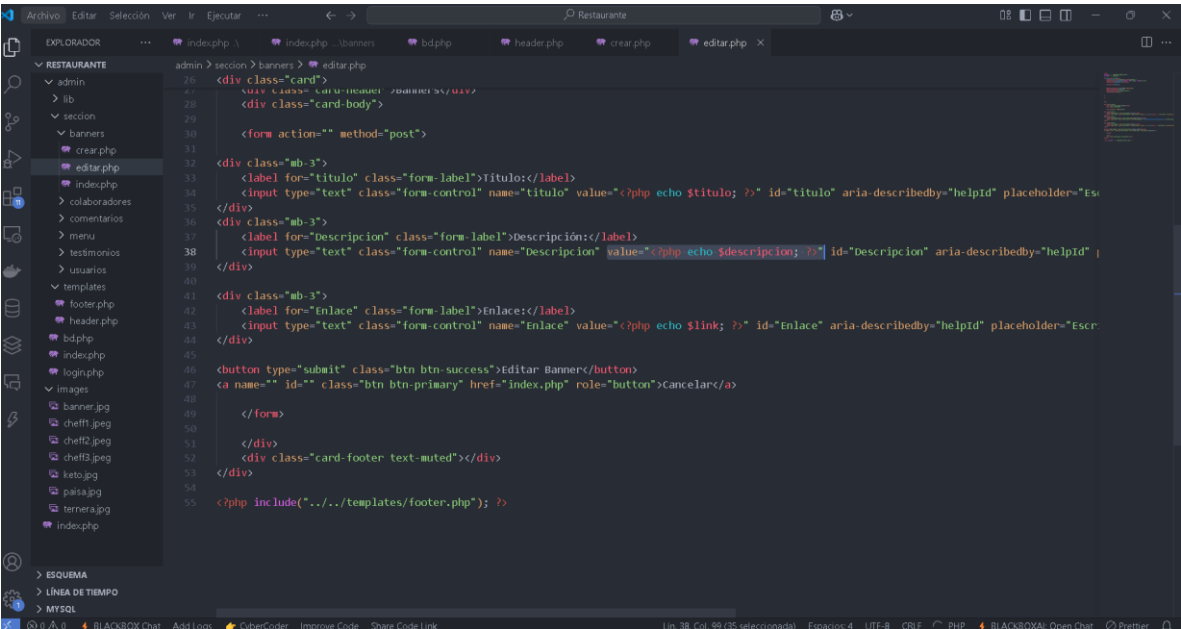 Archivo Editar Selección Ver Ir Ejecutar ··· Restaurante
EXPLORADOR ···
index.php .\ index.php ...\banners bd.php header.php crear.php editar.php
RESTAURANTE
admin
lib
seccion
banners
crear.php
editar.php
index.php
colaboradores
comentarios
menu
testimonios
usuarios
templates
footer.php
header.php
bd.php
index.php
login.php
images
banner.jpg
cheff1.jpeg
cheff2.jpeg
cheff3.jpeg
keto.jpg
paisa.jpg
ternera.jpg
index.php
ESQUEMA
LÍNEA DE TIEMPO
MYSQL
admin > seccion > banners > editar.php
26 <div class="card">
27 <div class="card-header">Banners</div>
28 <div class="card-body">
29
30 <form action="" method="post">
31
32 <div class="mb-3">
33 <label for="titulo" class="form-label">Título:</label>
34 <input type="text" class="form-control" name="titulo" value="<?php echo $titulo; ?>" id="titulo" aria-describedby="helpId" placeholder="Esc
35 </div>
36 <div class="mb-3">
37 <label for="Descripcion" class="form-label">Descripción:</label>
38 <input type="text" class="form-control" name="Descripcion" value="<?php echo $descripcion; ?>" id="Descripcion" aria-describedby="helpId" p
39 </div>
40
41 <div class="mb-3">
42 <label for="Enlace" class="form-label">Enlace:</label>
43 <input type="text" class="form-control" name="Enlace" value="<?php echo $link; ?>" id="Enlace" aria-describedby="helpId" placeholder="Escr
44 </div>
45
46 <button type="submit" class="btn btn-success">Editar Banner</button>
47 <a name="" id="" class="btn btn-primary" href="index.php" role="button">Cancelar</a>
48
49 </form>
50
51 </div>
52 <div class="card-footer text-muted"></div>
53 </div>
54
55 <?php include("../../templates/footer.php"); ?>
0 0 BLACKBOX Chat Add Logs CyberCoder Improve Code Share Code Link Lín. 38, Col. 99 (35 seleccionada) Espacios: 4 UTF-8 CRLF PHP BLACKBOXAI: Open Chat Prettier